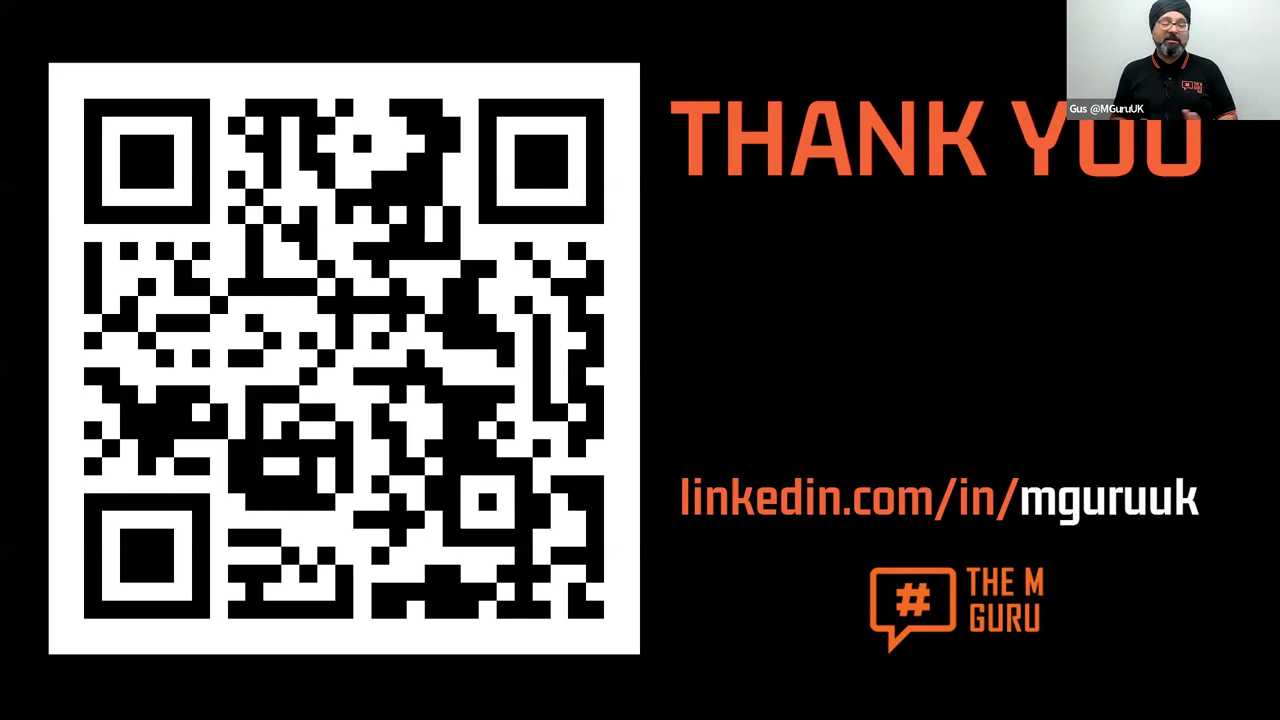 THANK YOU
Gus @MGuruUK
linkedin.com/in/mguruuk
#
THE M
GURU